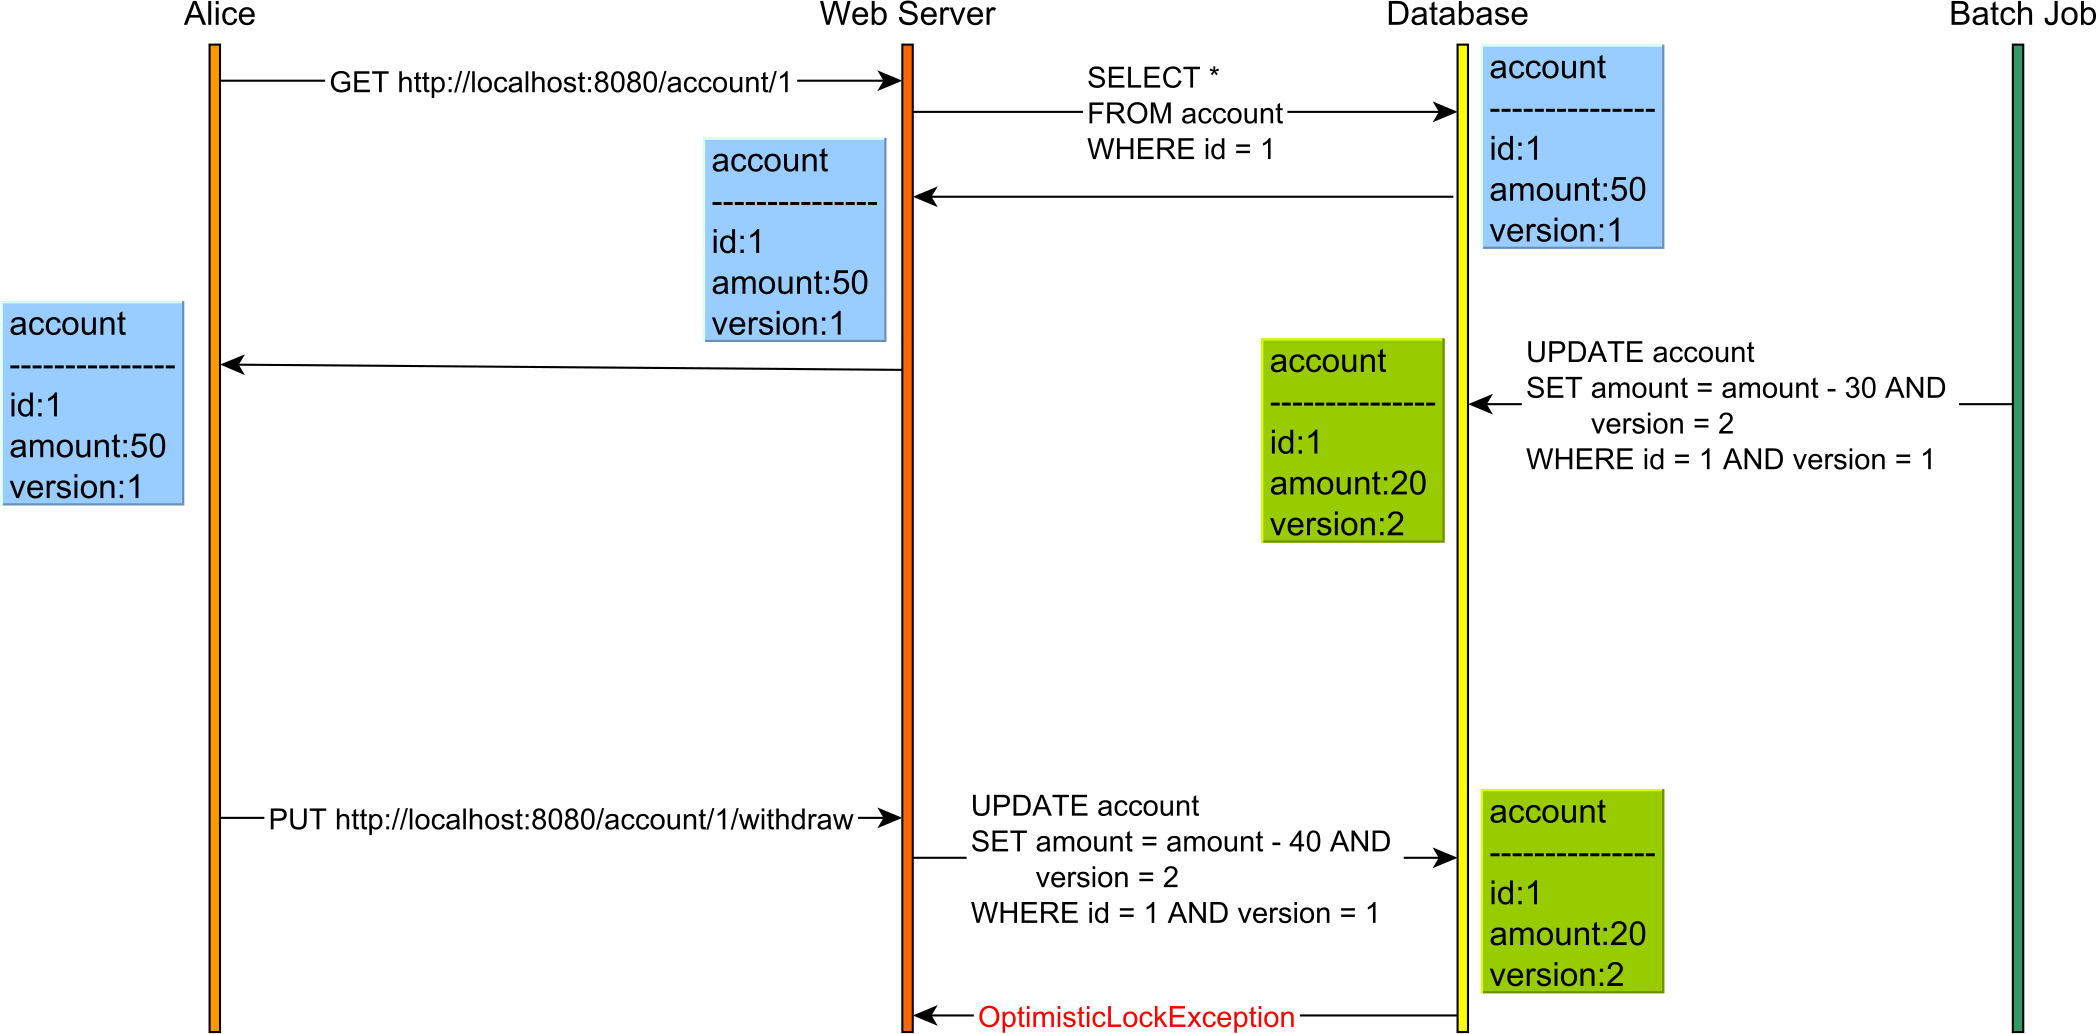 Alice
Web Server
Database
Batch Job
GET http://localhost:8080/account/1
SELECT *
FROM account
WHERE id = 1
account
---------------
id:1
amount:50
version:1
account
---------------
id:1
amount:50
version:1
account
---------------
id:1
amount:50
version:1
UPDATE account
SET amount = amount - 30 AND
version = 2
WHERE id = 1 AND version = 1
account
---------------
id:1
amount:20
version:2
PUT http://localhost:8080/account/1/withdraw
UPDATE account
SET amount = amount - 40 AND
version = 2
WHERE id = 1 AND version = 1
account
---------------
id:1
amount:20
version:2
OptimisticLockException